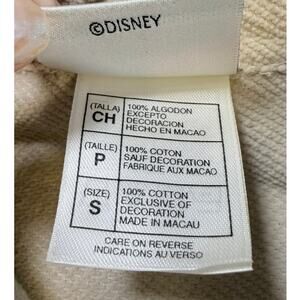 ©DISNEY
(TALLA)
CH
100% ALGODON
EXCEPTO
DECORACION
HECHO EN MACAO
(TAILLE)
P
100% COTON
SAUF DECORATION
FABRIQUE AUX MACAO
(SIZE)
S
100% COTTON
EXCLUSIVE OF
DECORATION
MADE IN MACAU
CARE ON REVERSE
INDICATIONS AU VERSO